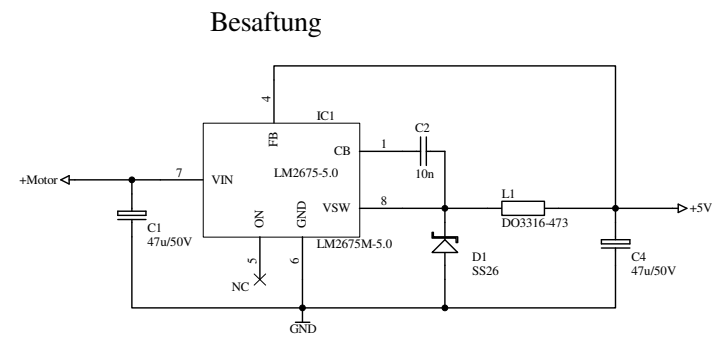 Besaftung
4
IC1
FB
C2
CB
1
10n
LM2675-5.0
+Motor
7
VIN
VSW
8
L1
DO3316-473
+5V
C1
47u/50V
ON
GND
LM2675M-5.0
5
6
NC
D1
SS26
C4
47u/50V
GND